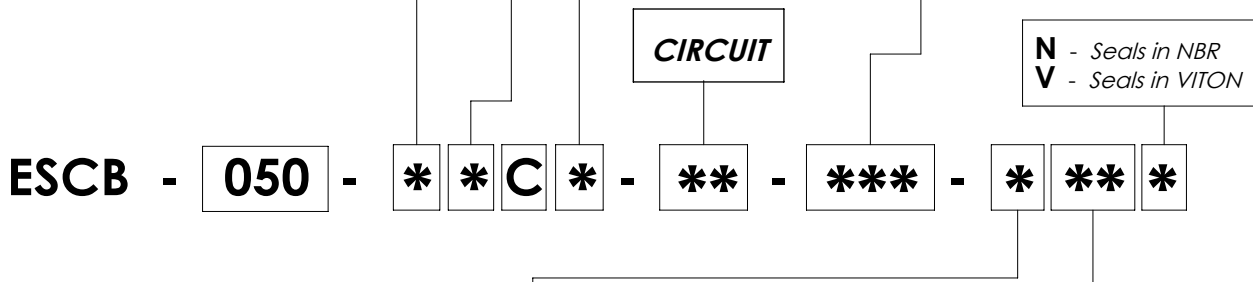 CIRCUIT
N - Seals in NBR
V - Seals in VITON
ESCB - 050 - * * C * - ** - *** - * ** *